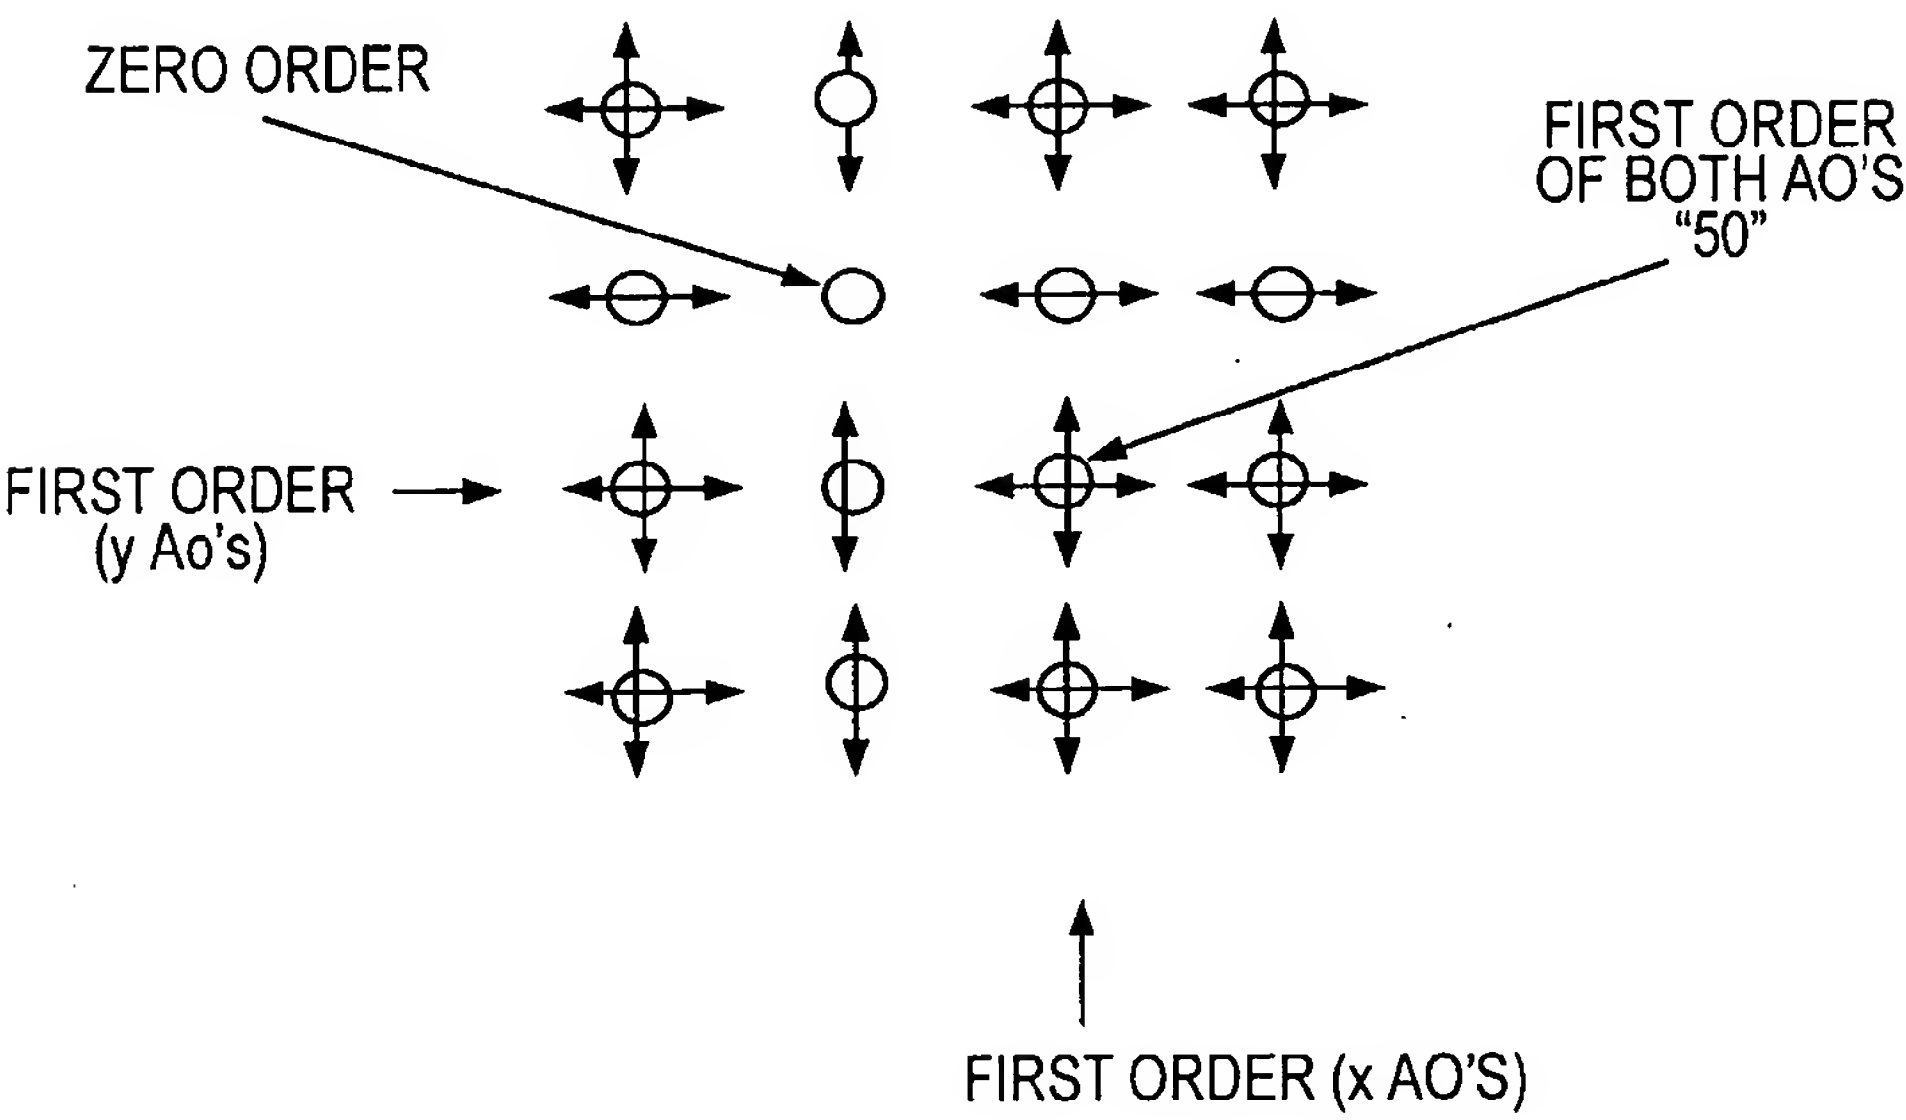 ZERO ORDER
FIRST ORDER
OF BOTH AO'S
“50”
FIRST ORDER
(y Ao's)
FIRST ORDER (x AO'S)